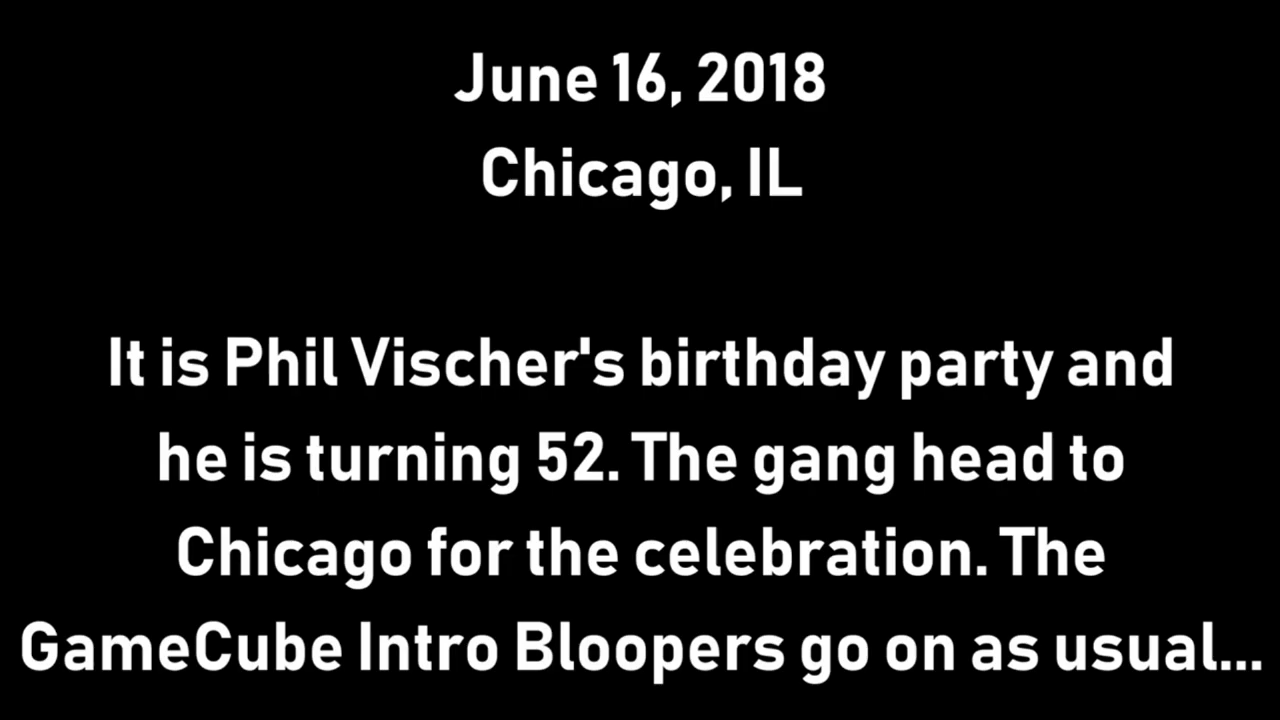 June 16, 2018
Chicago, IL
It is Phil Vischer's birthday party and
he is turning 52. The gang head to
Chicago for the celebration. The
GameCube Intro Bloopers go on as usual...